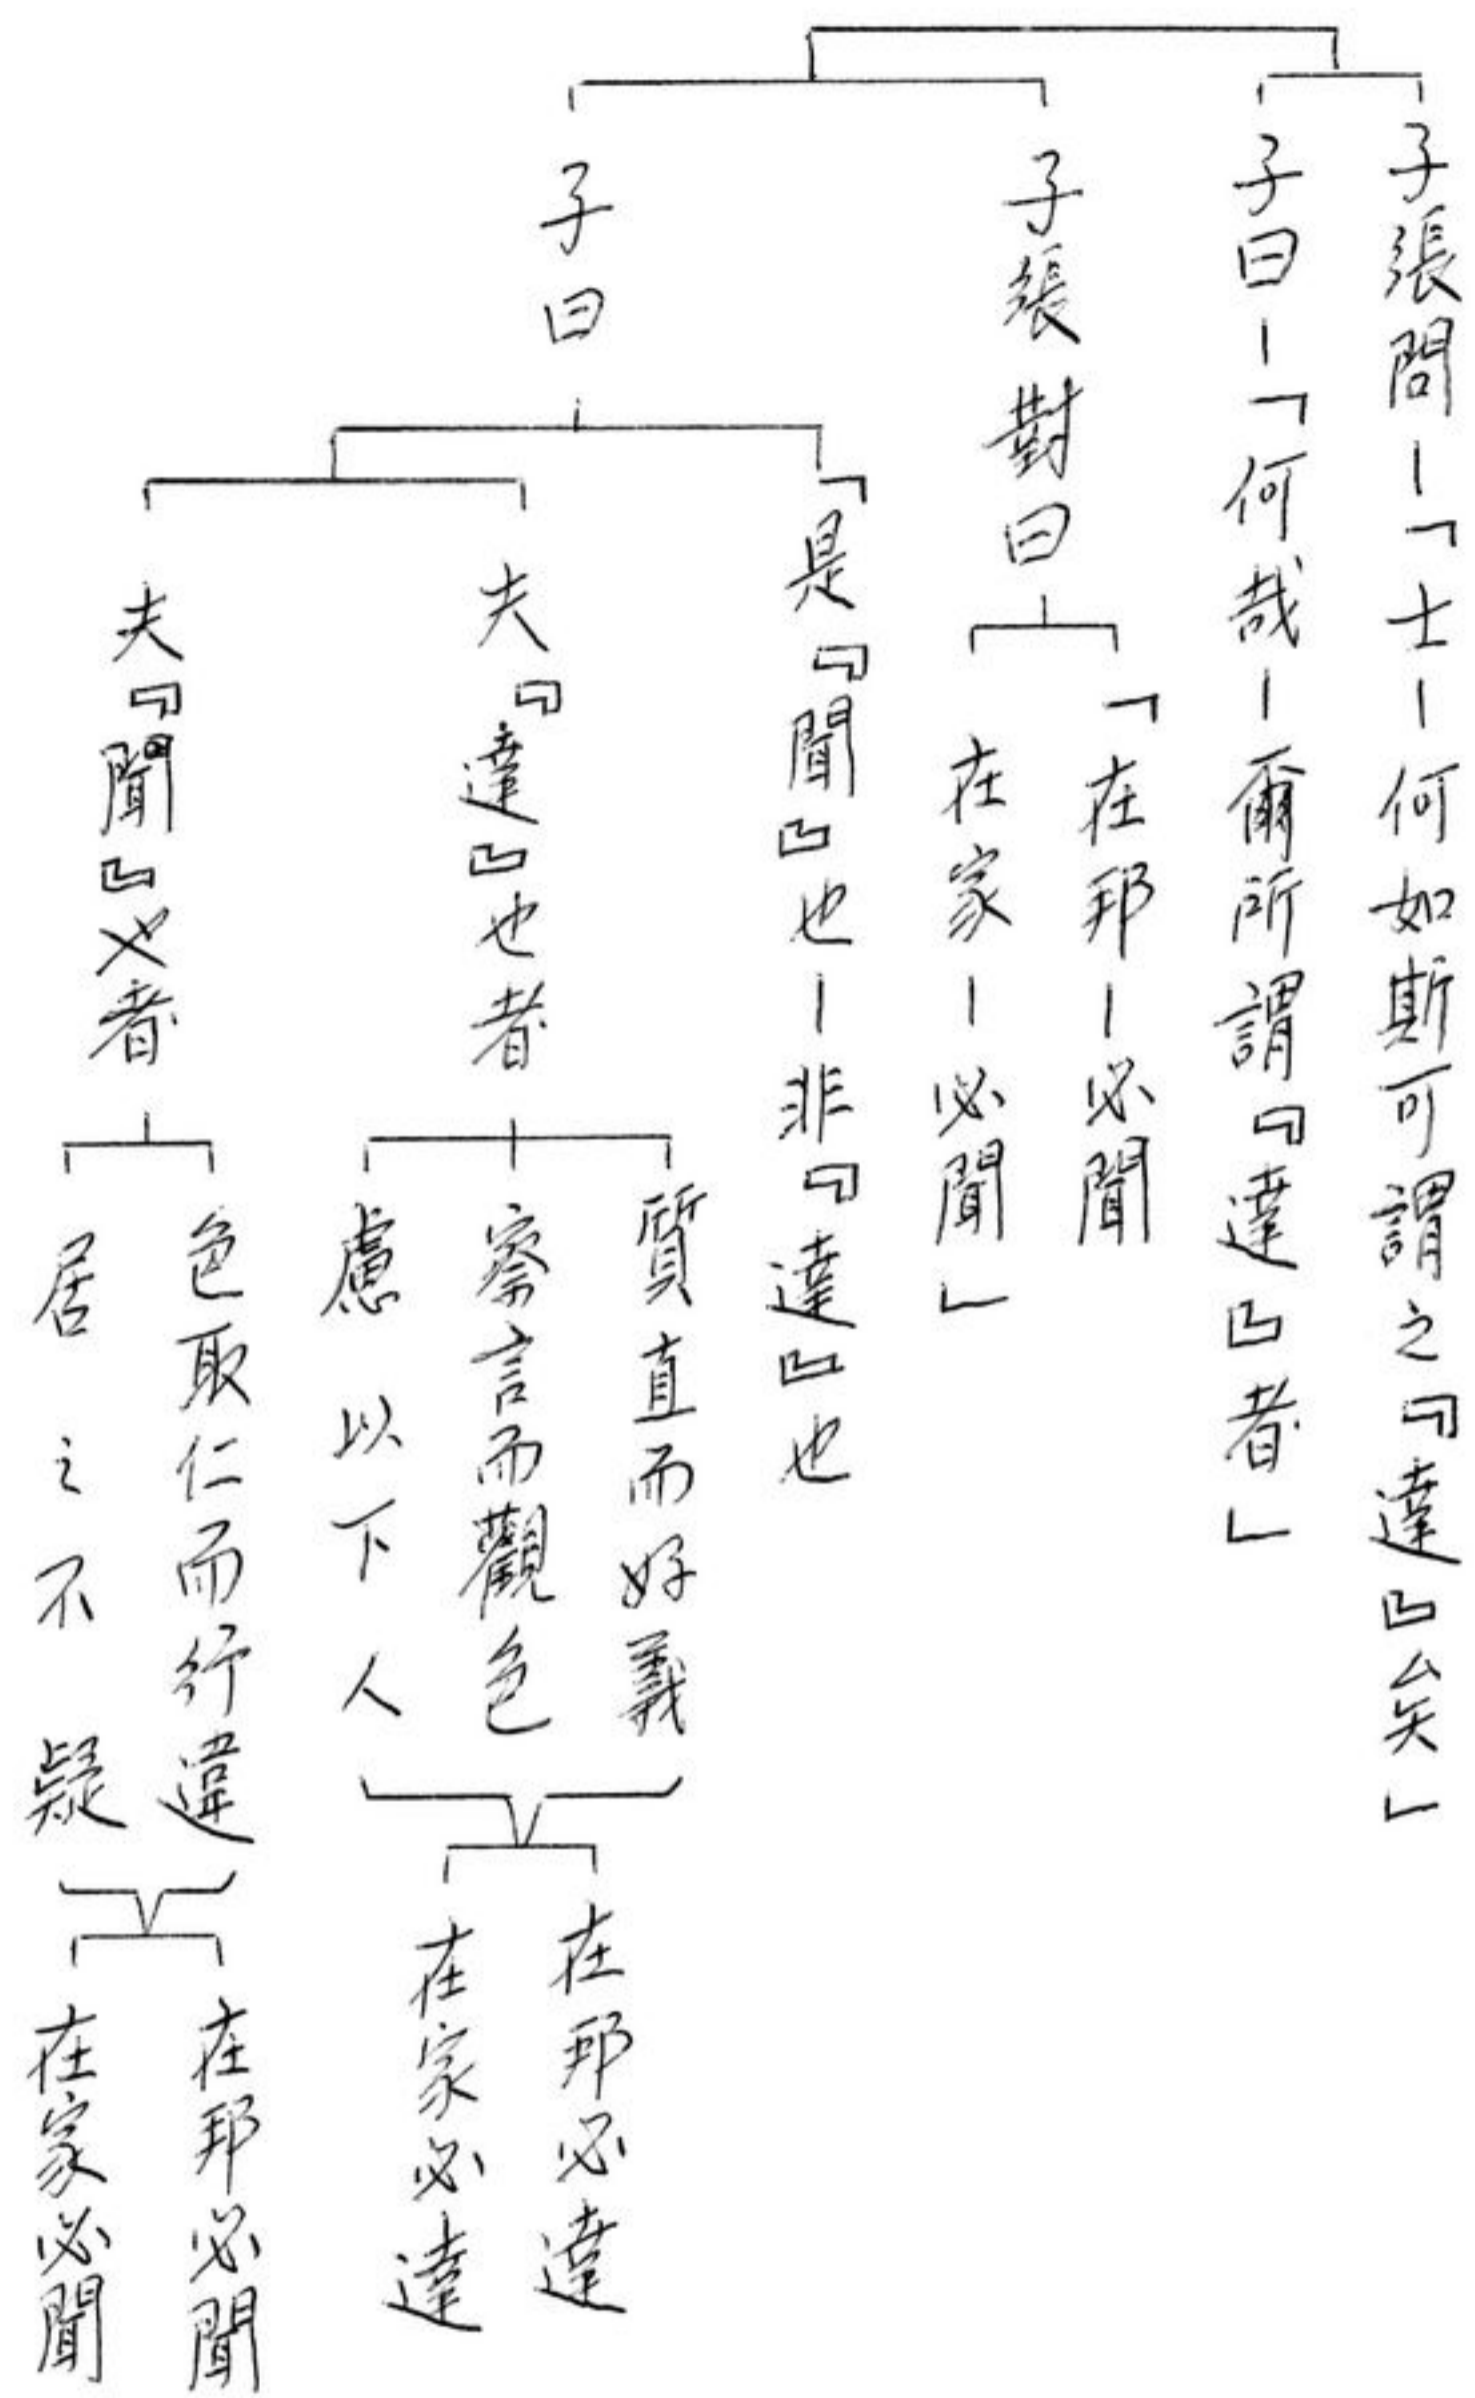 子張問－「士－何如斯可謂之『達』矣」
子曰－「何哉－爾所謂『達』者」
子張對曰
「在邦－必聞
在家－必聞」
子曰
「是『聞』也－非『達』也
夫『達』也者
質直而好義
察言而觀色
慮以下人
在邦必達
在家必達
夫『聞』也者
色取仁而行違
居之不疑
在邦必聞
在家必聞